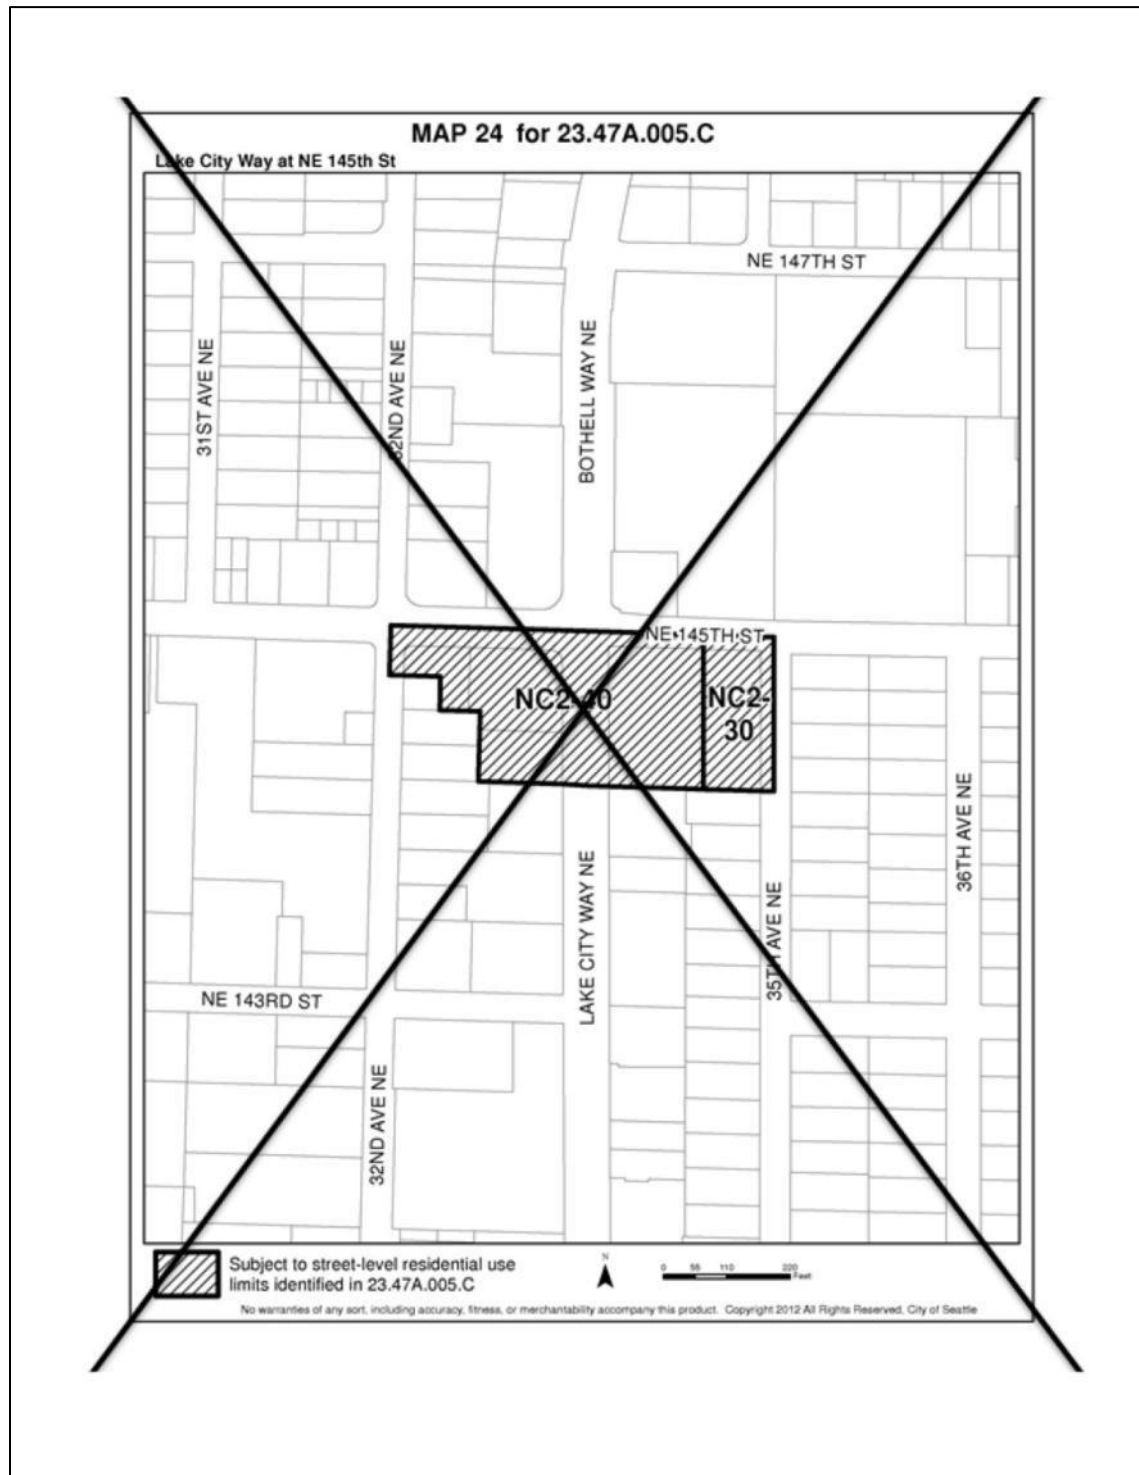 MAP 24 for 23.47A.005.C
Lake City Way at NE 145th St
NE 147TH ST
31ST AVE NE
32ND AVE NE
BOTHELL WAY NE
NE 145TH ST
NC2-40
NC2-
30
36TH AVE NE
LAKE CITY WAY NE
35TH AVE NE
NE 143RD ST
32ND AVE NE
Subject to street-level residential use
limits identified in 23.47A.005.C
N
0 55 110 220
Feet
No warranties of any sort, including accuracy, fitness, or merchantability accompany this product. Copyright 2012 All Rights Reserved, City of Seattle